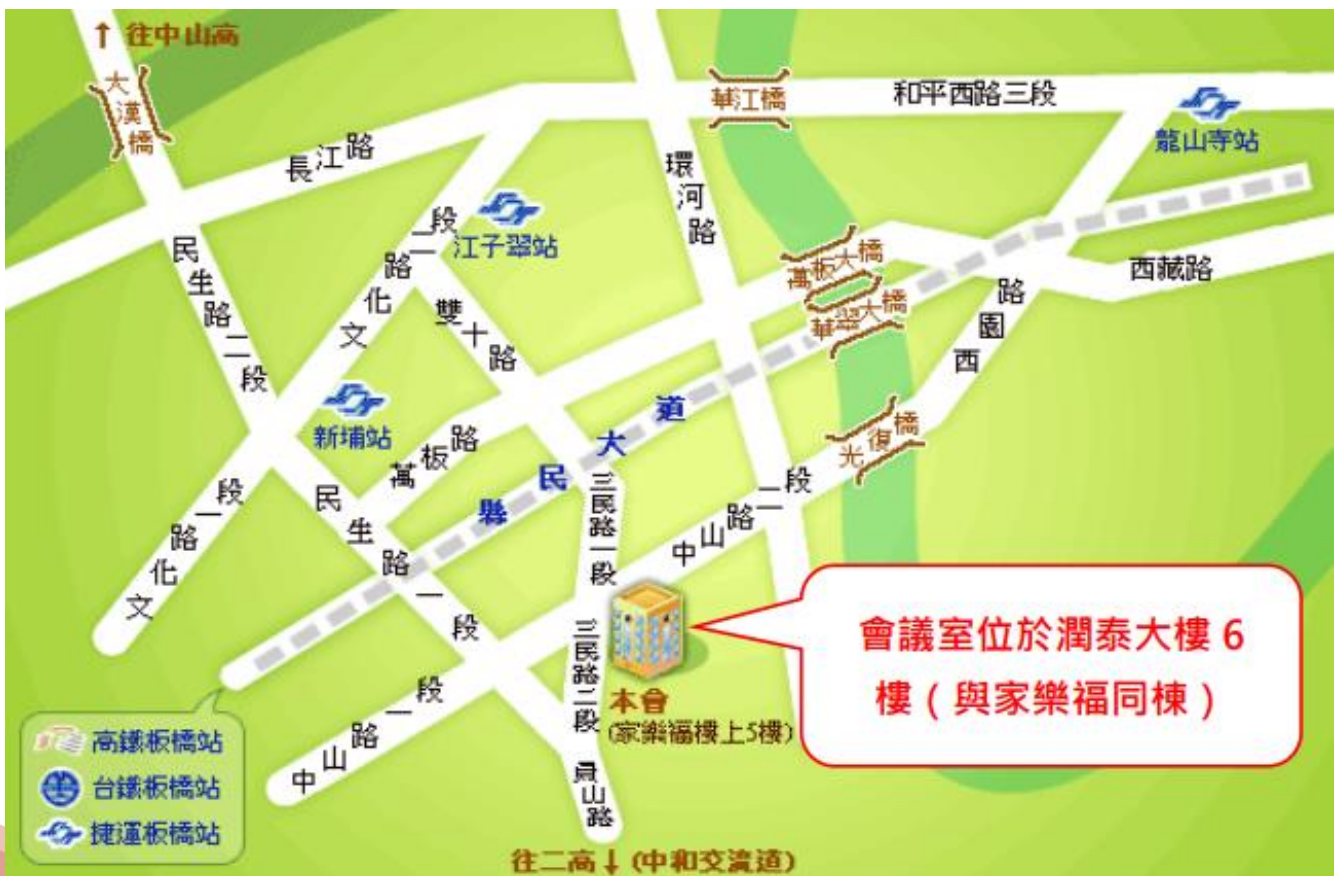 ↑ 往中山高
大漢橋
華江橋
和平西路三段
龍山寺站
長江路
環河路
文化路二段
江子翠站
萬板大橋
華翠大橋
西藏路
西園路
民生路二段
雙十路
新埔站
萬板路
縣民大道
光復橋
文化路一段
民生路一段
三民路一段
中山路二段
三民路二段
會議室位於潤泰大樓 6
樓（與家樂福同棟）
本會
(家樂福樓上5樓)
中山路一段
員山路
高鐵板橋站
台鐵板橋站
捷運板橋站
往二高↓(中和交流道)